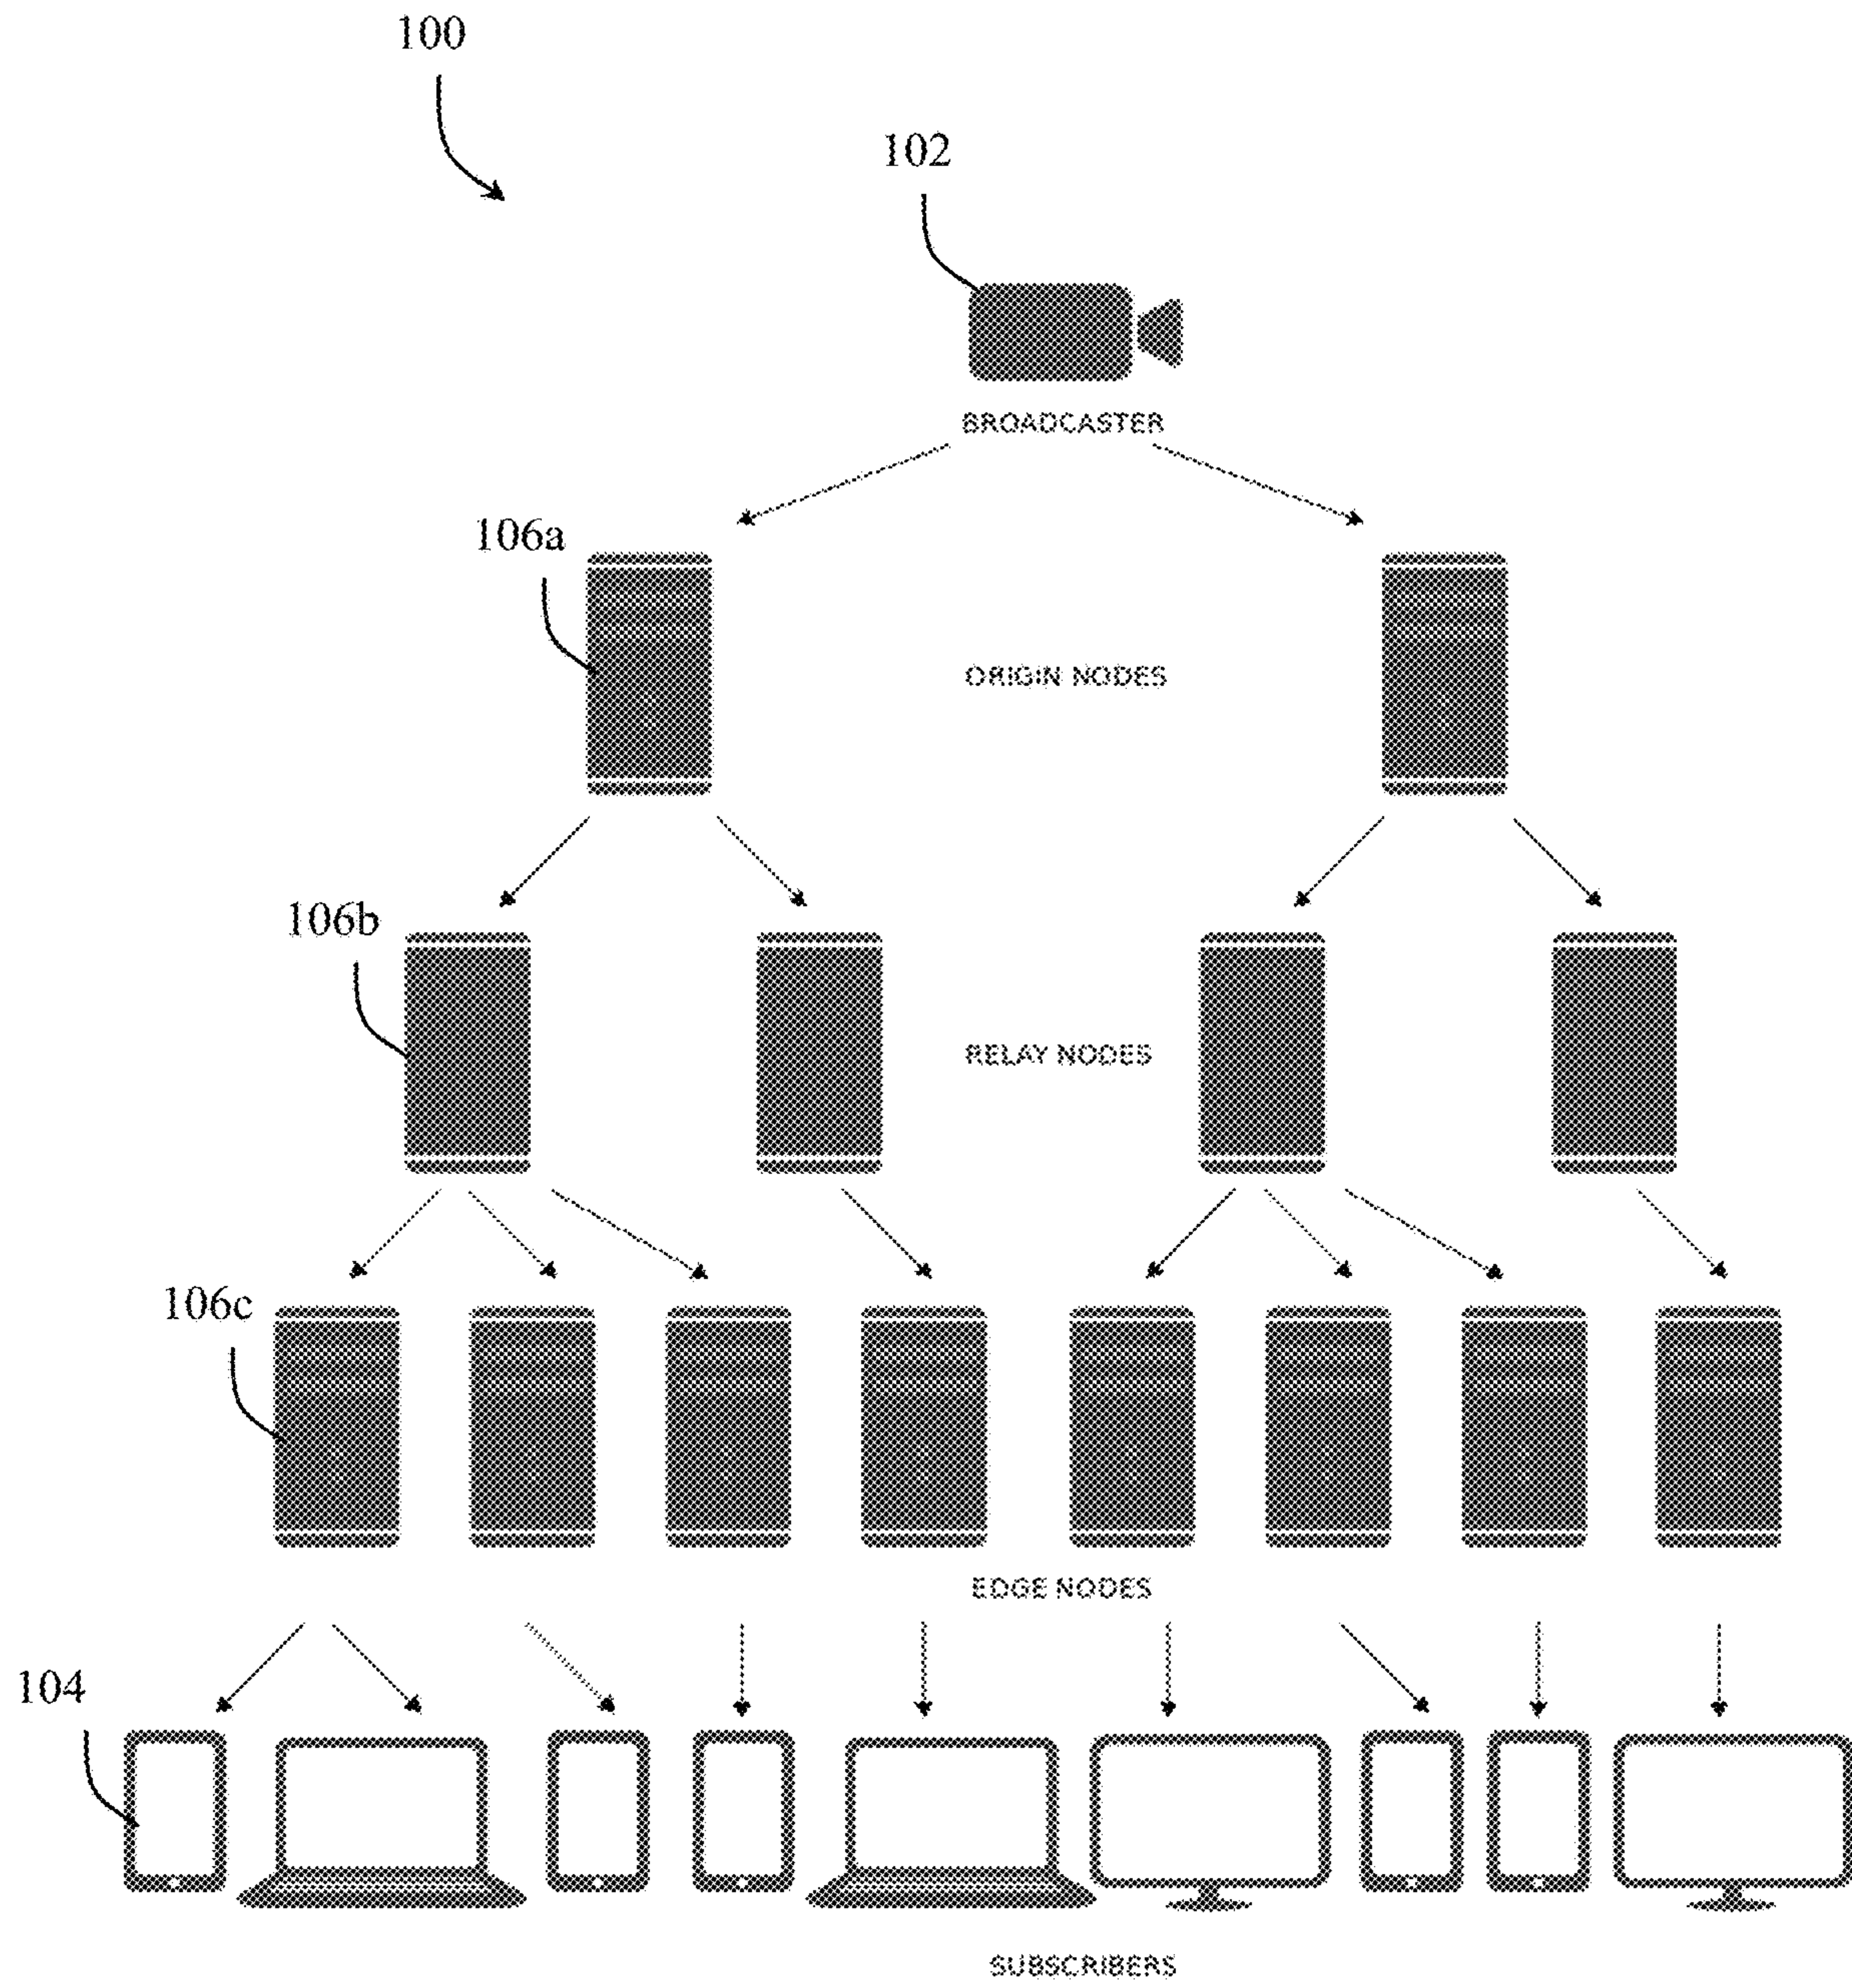 100
102
BROADCASTER
106a
ORIGIN NODES
106b
RELAY NODES
106c
EDGE NODES
104
SUBSCRIBERS